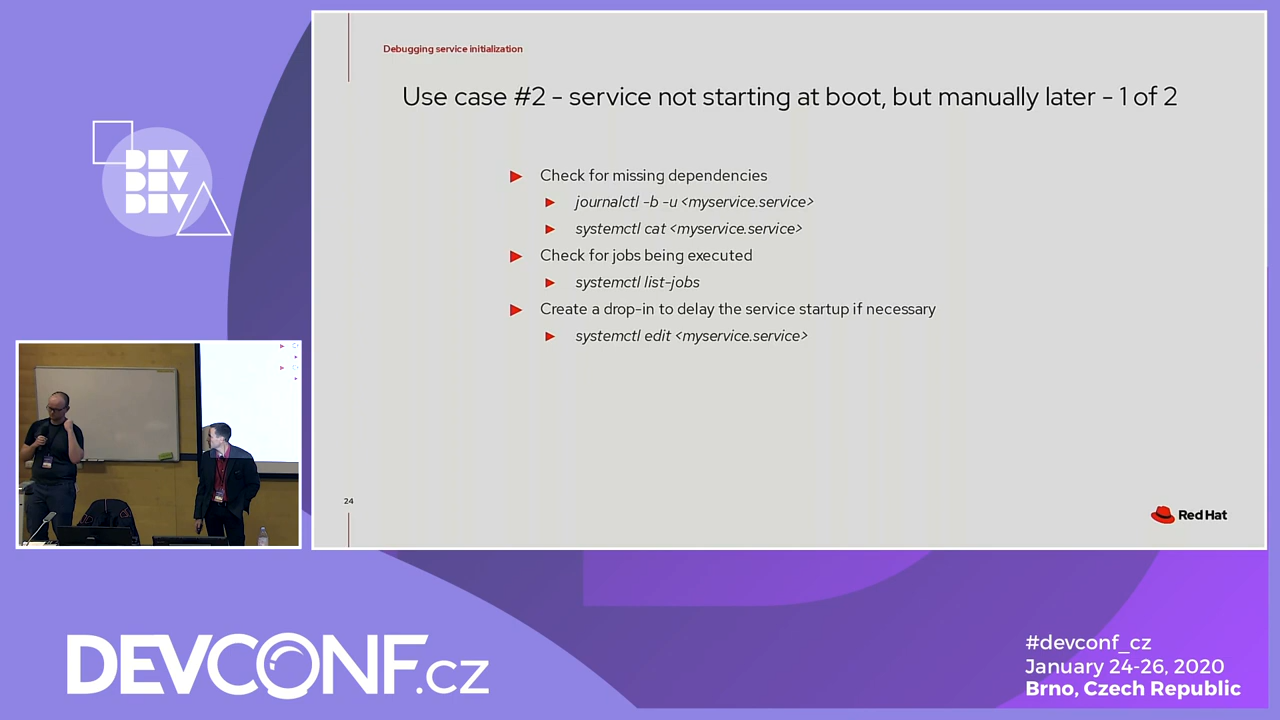 Debugging service initialization
Use case #2 - service not starting at boot, but manually later - 1 of 2
Check for missing dependencies
journalctl -b -u <myservice.service>
systemctl cat <myservice.service>
Check for jobs being executed
systemctl list-jobs
Create a drop-in to delay the service startup if necessary
systemctl edit <myservice.service>
24
Red Hat
DEV
DEV
DEV
DEVCONF.cz
#devconf_cz
January 24-26, 2020
Brno, Czech Republic